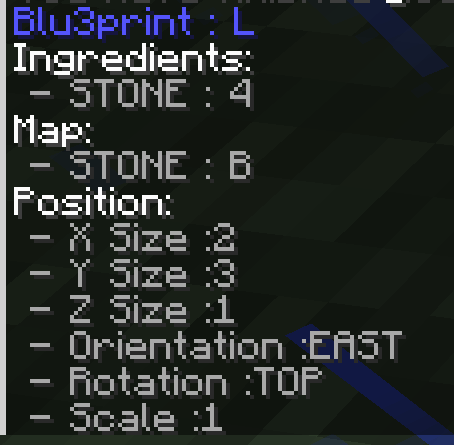 Blu3print : L
Ingredients:
- STONE : 4
Map:
- STONE : B
Position:
- X Size :2
- Y Size :3
- Z Size :1
- Orientation :EAST
- Rotation :TOP
- Scale :1